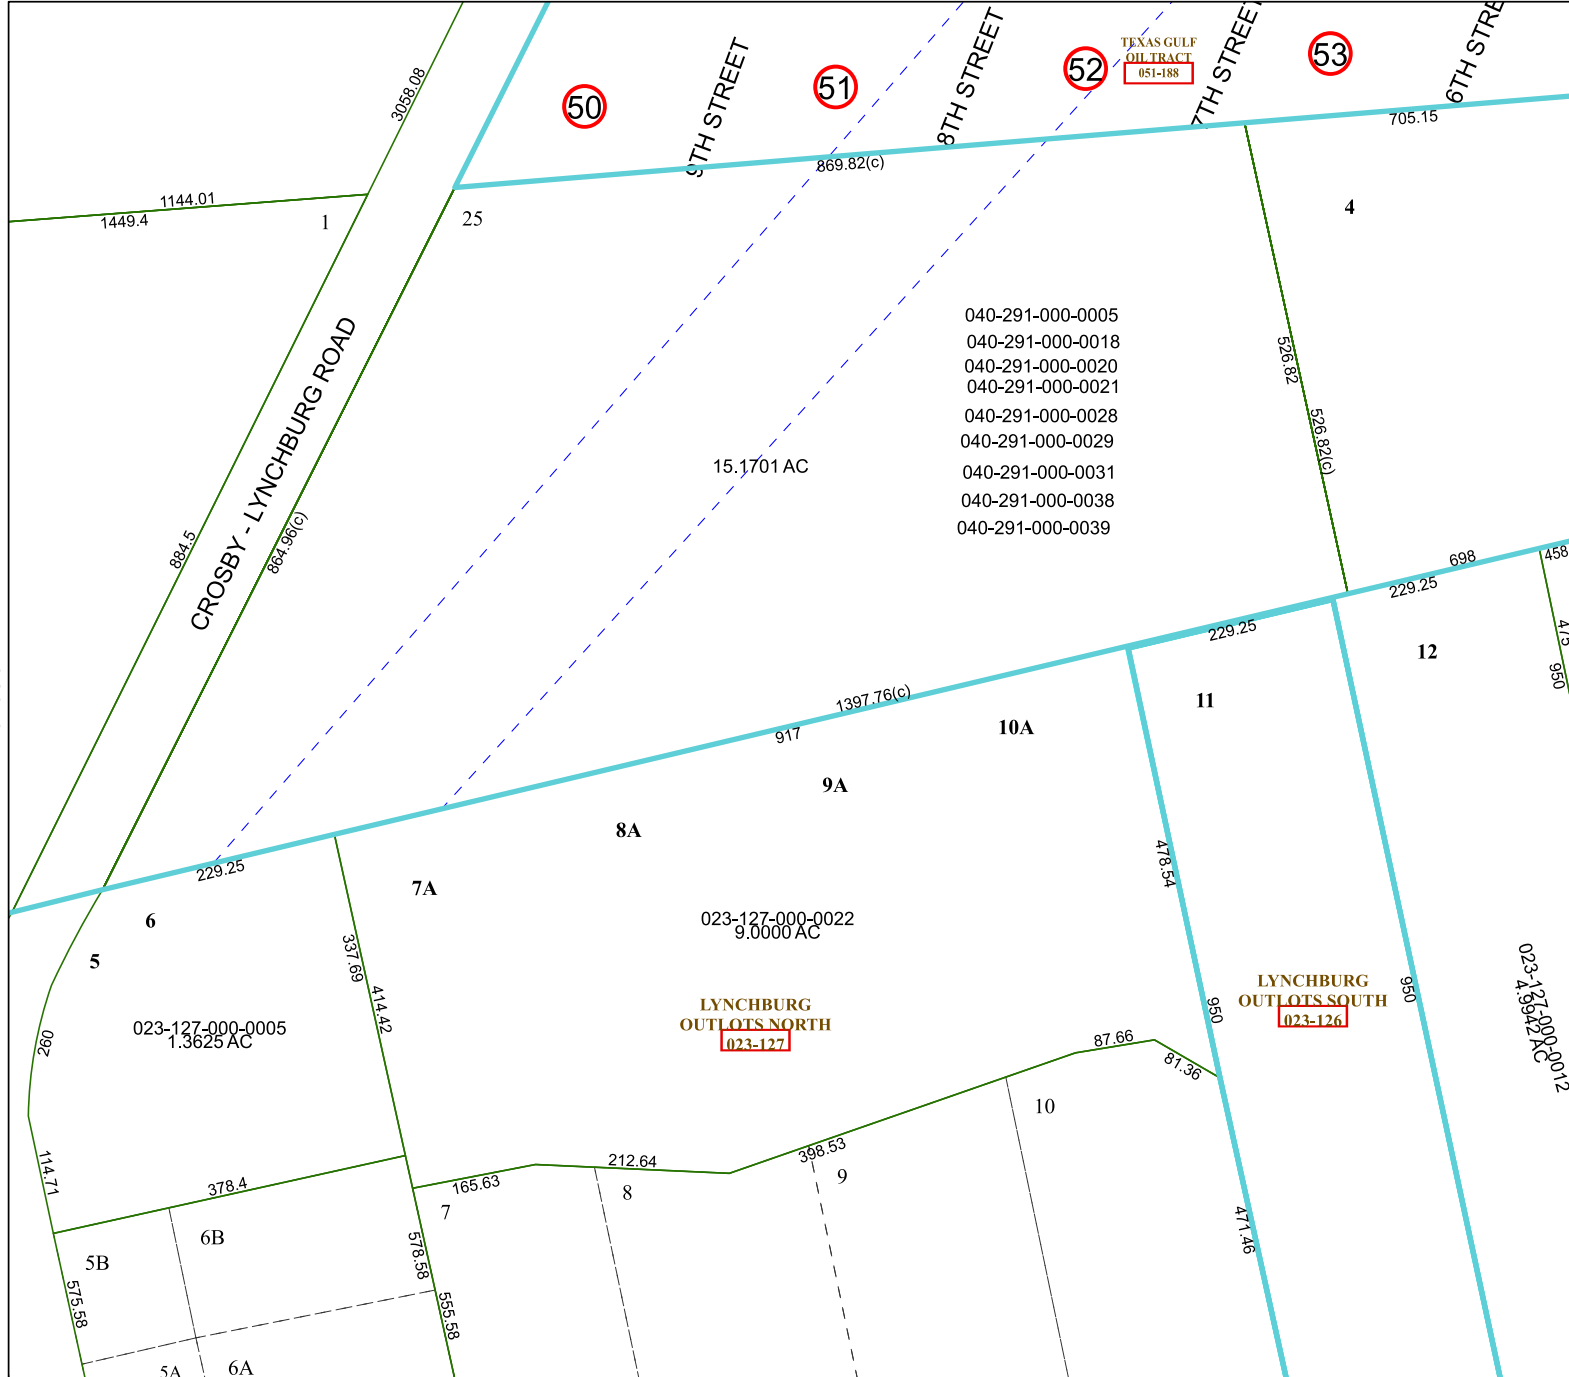 3058.08
50
9TH STREET
51
8TH STREET
52
TEXAS GULF
OIL TRACT
051-188
7TH STREET
53
705.15
869.82(c)
1144.01
1449.4
1
25
4
040-291-000-0005
040-291-000-0018
040-291-000-0020
040-291-000-0021
040-291-000-0028
040-291-000-0029
040-291-000-0031
040-291-000-0038
040-291-000-0039
526.82
526.82(c)
15.1701 AC
CROSBY - LYNCHBURG ROAD
884.5
864.96(c)
698
458
229.25
229.25
475
950
12
11
1397.76(c)
917
10A
9A
8A
7A
229.25
6
5
478.54
023-127-000-0022
9.0000 AC
337.69
414.42
LYNCHBURG
OUTLOTS NORTH
023-127
LYNCHBURG
OUTLOTS SOUTH
023-126
950
950
023-127-000-0012
4.9942 AC
023-127-000-0005
1.3625 AC
260
87.66
81.36
10
398.53
9
212.64
8
165.63
7
114.71
378.4
6B
5B
578.58
471.46
575.58
555.58
5A
6A